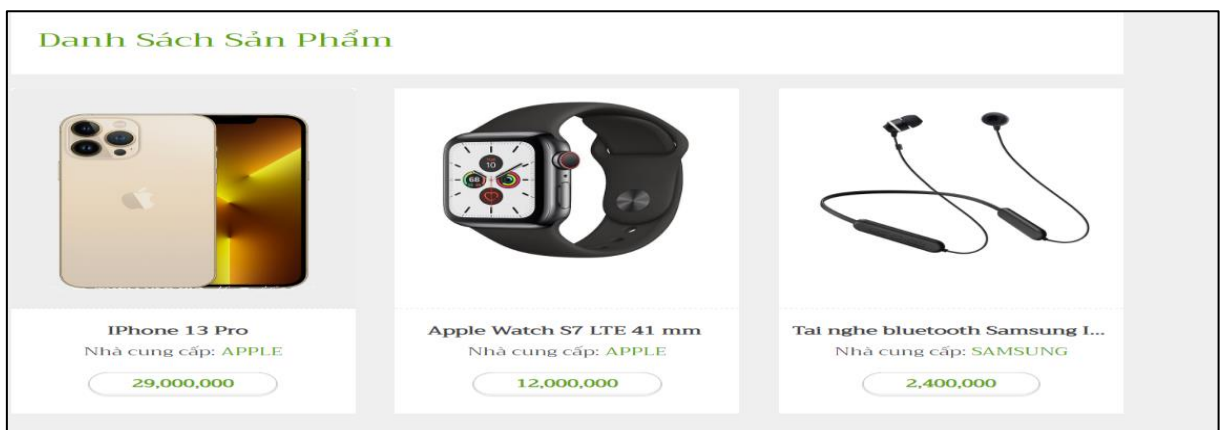 Danh Sách Sản Phẩm
IPhone 13 Pro
Nhà cung cấp: APPLE
29,000,000
Apple Watch S7 LTE 41 mm
Nhà cung cấp: APPLE
12,000,000
Tai nghe bluetooth Samsung I...
Nhà cung cấp: SAMSUNG
2,400,000